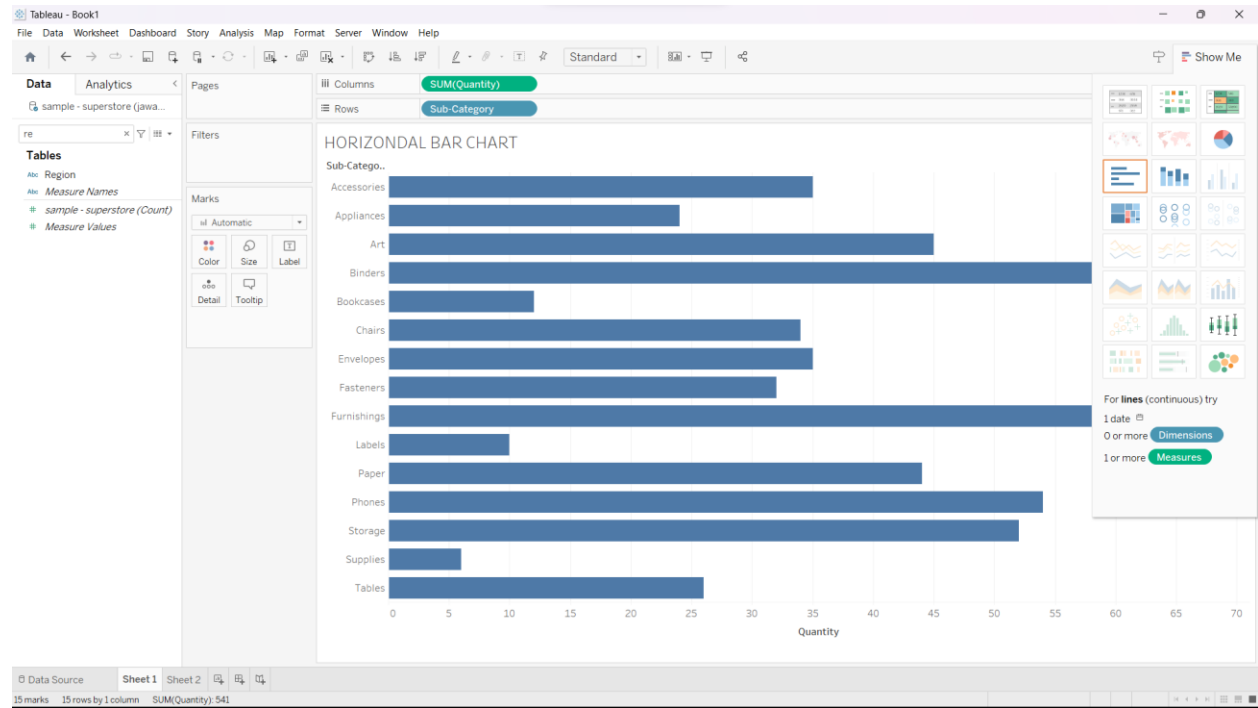 Tableau - Book1
File Data Worksheet Dashboard Story Analysis Map Format Server Window Help
Standard
Show Me
Data Analytics
sample - superstore (jawa...
re
Tables
Abc Region
Abc Measure Names
# sample - superstore (Count)
# Measure Values
Pages
Filters
Marks
Automatic
Color Size Label
Detail Tooltip
Columns SUM(Quantity)
Rows Sub-Category
HORIZONDAL BAR CHART
Sub-Catego..
Accessories
Appliances
Art
Binders
Bookcases
Chairs
Envelopes
Fasteners
Furnishings
Labels
Paper
Phones
Storage
Supplies
Tables
0 5 10 15 20 25 30 35 40 45 50 55 60 65 70
Quantity
For lines (continuous) try
1 date
0 or more Dimensions
1 or more Measures
Data Source Sheet 1 Sheet 2
15 marks 15 rows by 1 column SUM(Quantity): 541